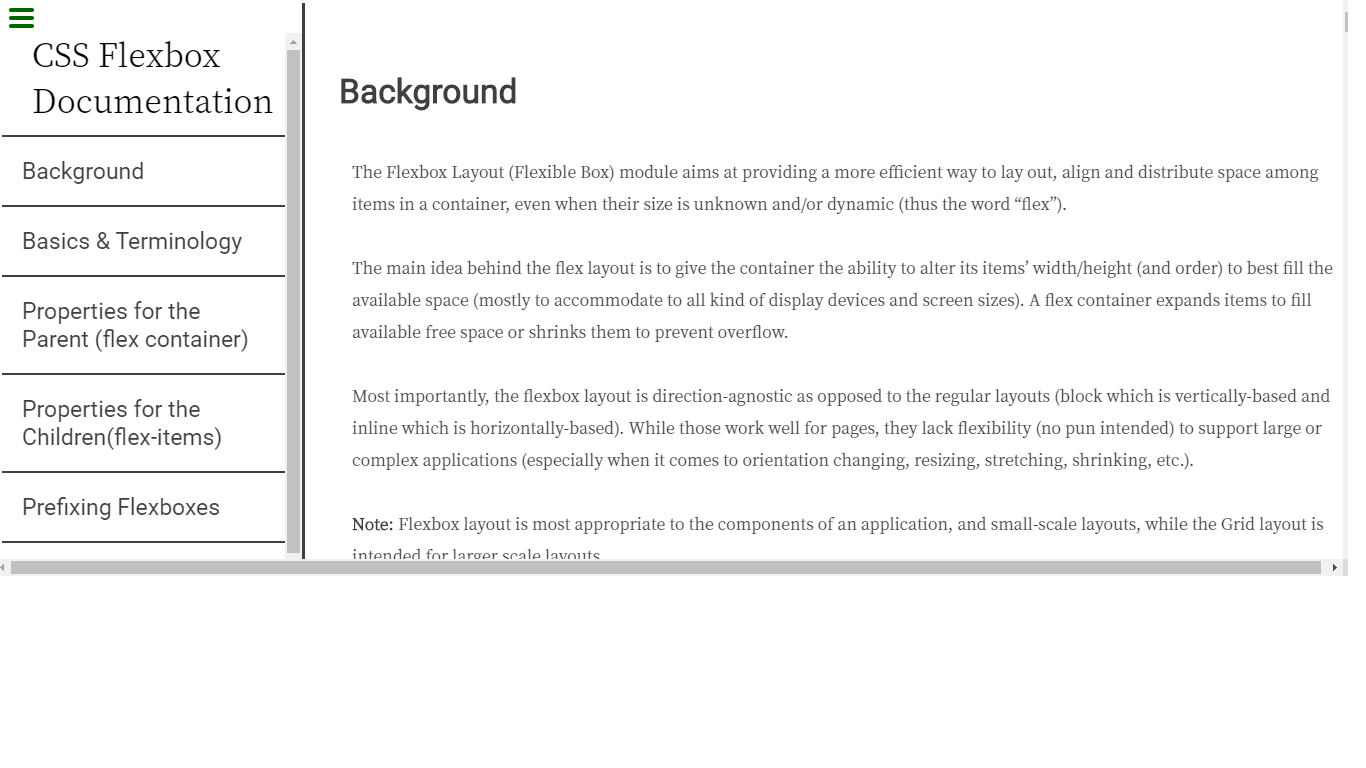 CSS Flexbox
Documentation
Background
Basics & Terminology
Properties for the
Parent (flex container)
Properties for the
Children(flex-items)
Prefixing Flexboxes
Background
The Flexbox Layout (Flexible Box) module aims at providing a more efficient way to lay out, align and distribute space among
items in a container, even when their size is unknown and/or dynamic (thus the word “flex”).
The main idea behind the flex layout is to give the container the ability to alter its items’ width/height (and order) to best fill the
available space (mostly to accommodate to all kind of display devices and screen sizes). A flex container expands items to fill
available free space or shrinks them to prevent overflow.
Most importantly, the flexbox layout is direction-agnostic as opposed to the regular layouts (block which is vertically-based and
inline which is horizontally-based). While those work well for pages, they lack flexibility (no pun intended) to support large or
complex applications (especially when it comes to orientation changing, resizing, stretching, shrinking, etc.).
Note: Flexbox layout is most appropriate to the components of an application, and small-scale layouts, while the Grid layout is
intended for larger scale layouts.